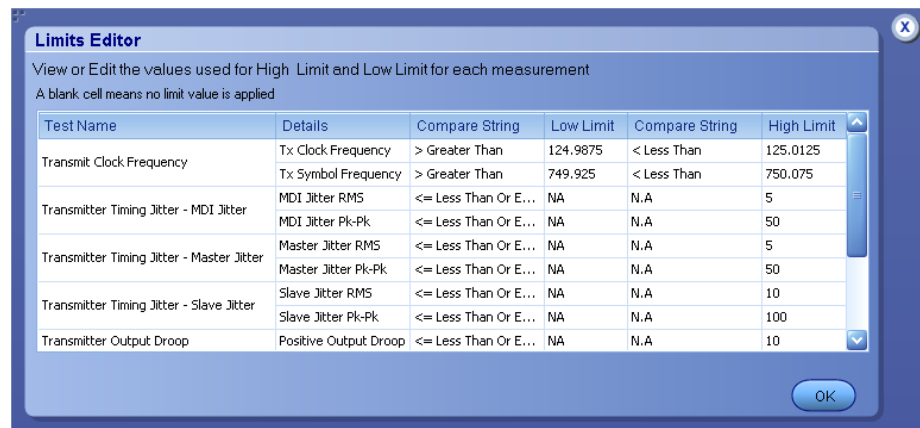 X
Limits Editor
View or Edit the values used for High Limit and Low Limit for each measurement
A blank cell means no limit value is applied
Test Name Details Compare String Low Limit Compare String High Limit
Transmit Clock Frequency Tx Clock Frequency > Greater Than 124.9875 < Less Than 125.0125
Tx Symbol Frequency > Greater Than 749.925 < Less Than 750.075
Transmitter Timing Jitter - MDI Jitter MDI Jitter RMS <= Less Than Or E... NA N.A 5
MDI Jitter Pk-Pk <= Less Than Or E... NA N.A 50
Transmitter Timing Jitter - Master Jitter Master Jitter RMS <= Less Than Or E... NA N.A 5
Master Jitter Pk-Pk <= Less Than Or E... NA N.A 50
Transmitter Timing Jitter - Slave Jitter Slave Jitter RMS <= Less Than Or E... NA N.A 10
Slave Jitter Pk-Pk <= Less Than Or E... NA N.A 100
Transmitter Output Droop Positive Output Droop <= Less Than Or E... NA N.A 10
OK